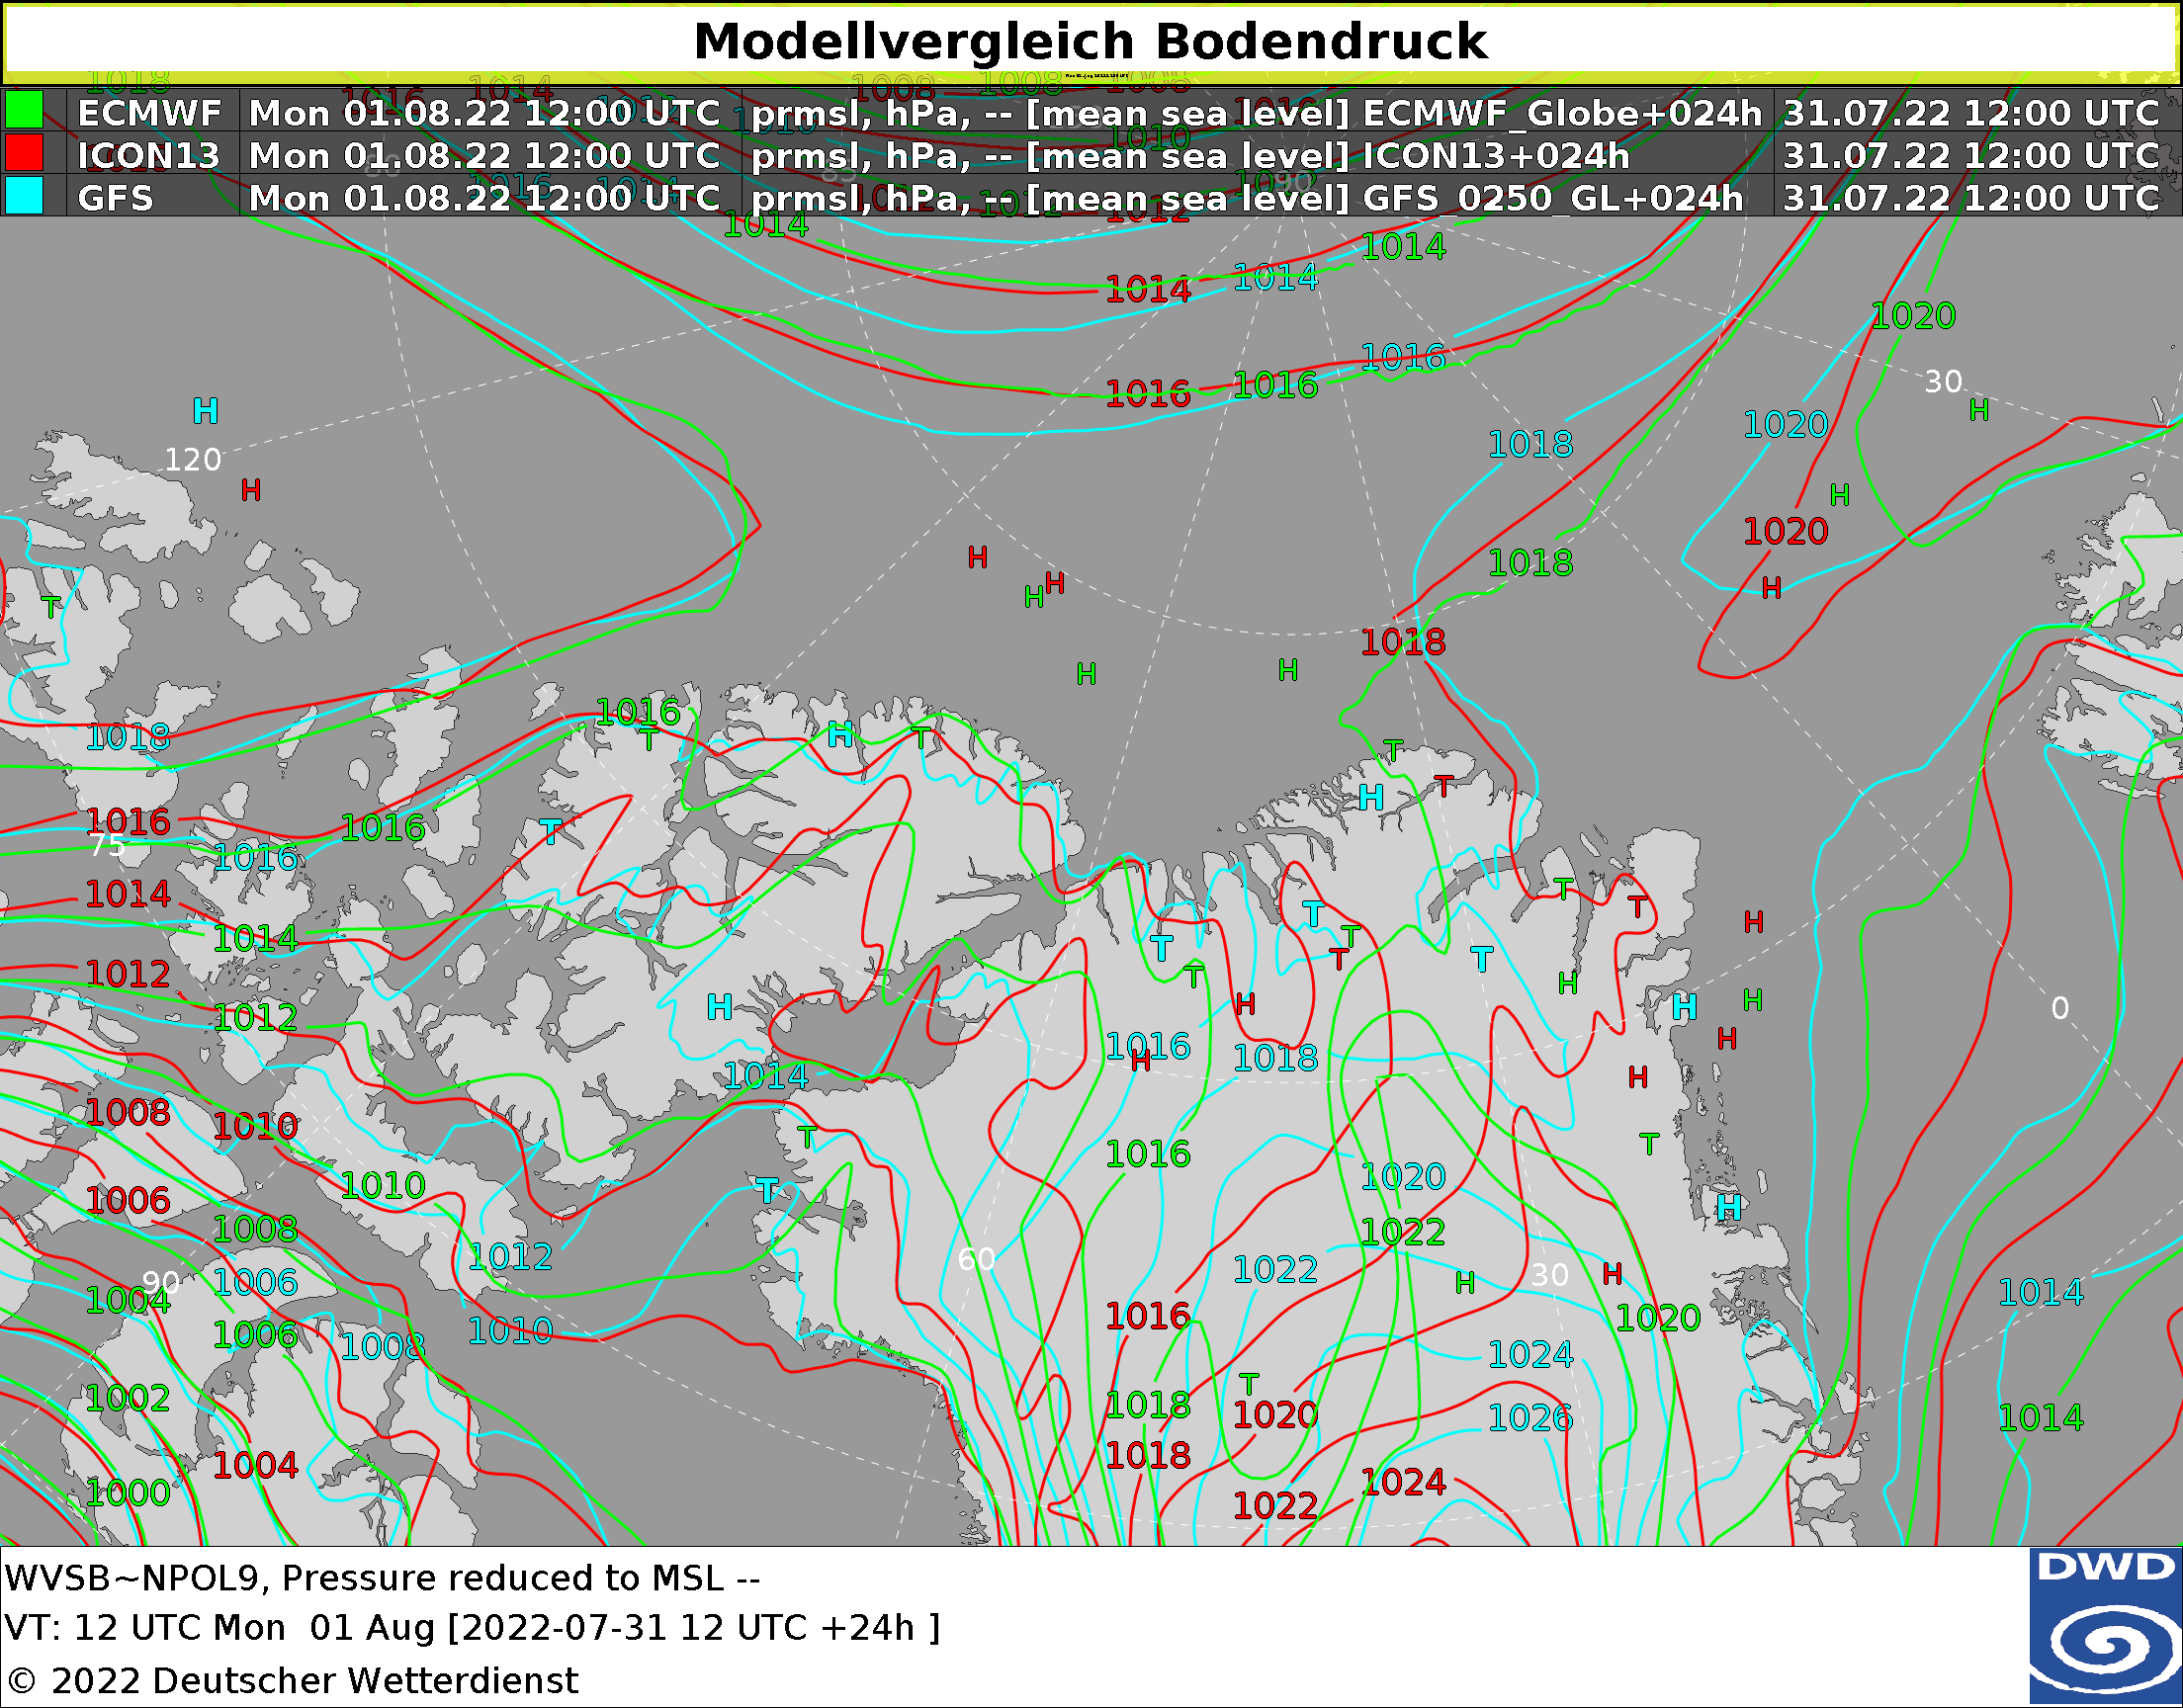 Modellvergleich Bodendruck
ECMWF Mon 01.08.22 12:00 UTC prmsl, hPa, -- [mean sea level] ECMWF_Globe+024h 31.07.22 12:00 UTC
ICON13 Mon 01.08.22 12:00 UTC prmsl, hPa, -- [mean sea level] ICON13+024h 31.07.22 12:00 UTC
GFS Mon 01.08.22 12:00 UTC prmsl, hPa, -- [mean sea level] GFS_0250_GL+024h 31.07.22 12:00 UTC
1014 1014
1014 1014
1020
1016
1016 1016
30
H H
1020
1018
120
H H
1020
H
1018
H H
H T
1018
H H
1016
1018 T H T
T
T
H
1016 1016 T
75
1016
1014 T
T T H
1014 T T
T T
1012 T H
H H H H
1012
H
1016 1018
1014 H H
0
1008 1010
T T
1016
1010 1020
T
1006 H
1008 1022
1012
60
1022 30 H
90 1006 H
1004 1014
1016 1020
1006 1010
1008 1024
T
1002 1018
1020 1026 1014
1018
1004 1024
1000 1022
WVSB~NPOL9, Pressure reduced to MSL --
VT: 12 UTC Mon  01 Aug [2022-07-31 12 UTC +24h ]
© 2022 Deutscher Wetterdienst
DWD